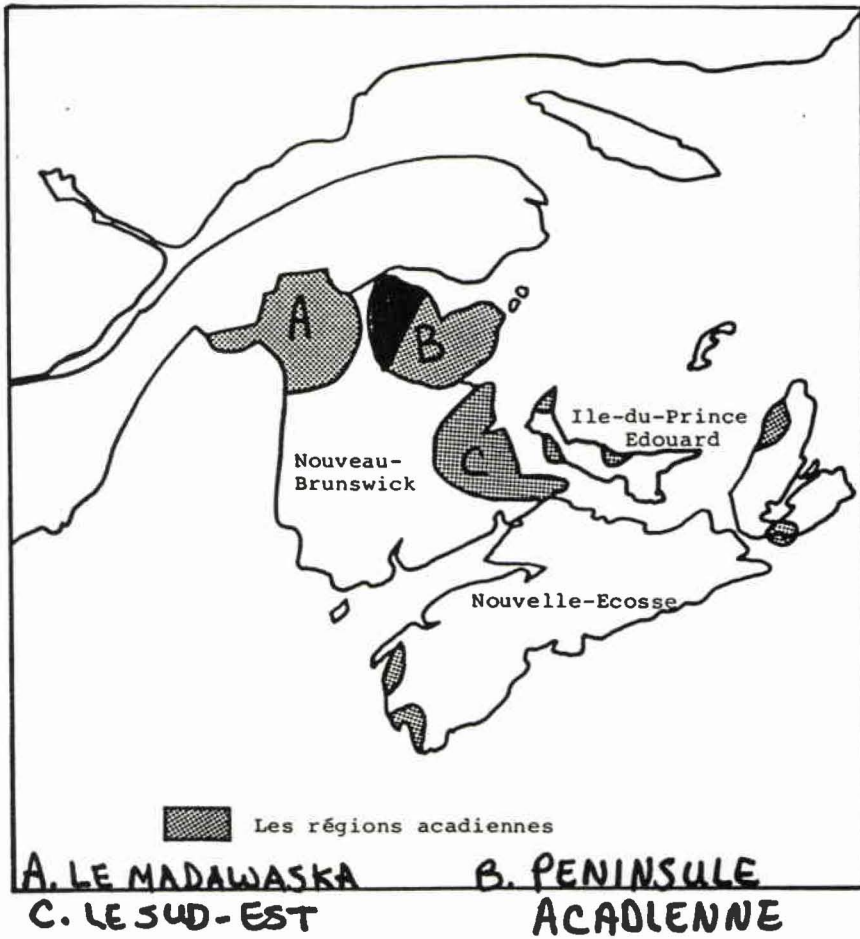 A
B
C
Ile-du-Prince
Edouard
Nouveau-
Brunswick
Nouvelle-Ecosse
Les régions acadiennes
A. LE MADAWASKA B. PENINSULE
C. LE SUD-EST ACADIENNE